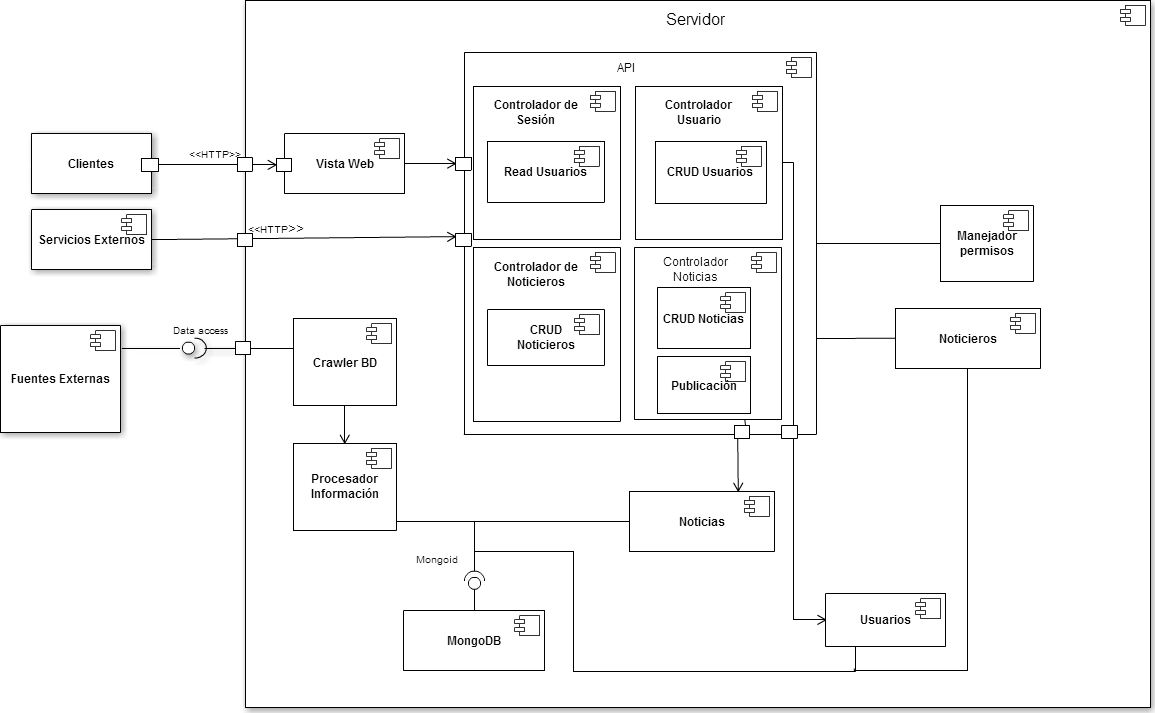 Servidor
API
Controlador de
Sesión
Read Usuarios
Controlador
Usuario
CRUD Usuarios
Clientes
<<HTTP>>
Vista Web
Servicios Externos
<<HTTP>>
Manejador
permisos
Controlador de
Noticieros
CRUD
Noticieros
Controlador
Noticias
CRUD Noticias
Publicación
Noticieros
Data access
Fuentes Externas
Crawler BD
Procesador
Información
Noticias
Mongoid
MongoDB
Usuarios